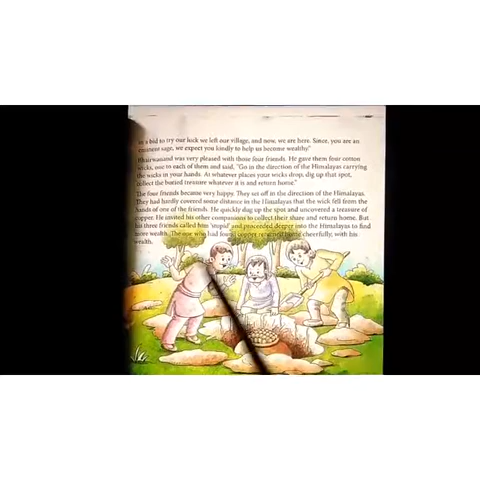 in a bid to try our luck we left our village, and now, we are here. Since, you are an
eminent sage, we expect you kindly to help us become wealthy."
Bhairwanand was very pleased with those four friends. He gave them four cotton
wicks, one to each of them and said, "Go in the direction of the Himalayas carrying
the wicks in your hands. At whatever places your wicks drop, dig up that spot,
collect the buried treasure whatever it is and return home."
The four friends became very happy. They set off in the direction of the Himalayas.
They had hardly covered some distance in the Himalayas that the wick fell from the
hands of one of the friends. He quickly dug up the spot and uncovered a treasure of
copper. He invited his other companions to collect their share and return home. But
his three friends called him 'stupid' and proceeded deeper into the Himalayas to find
more wealth. The one who had found copper returned home cheerfully, with his
wealth.